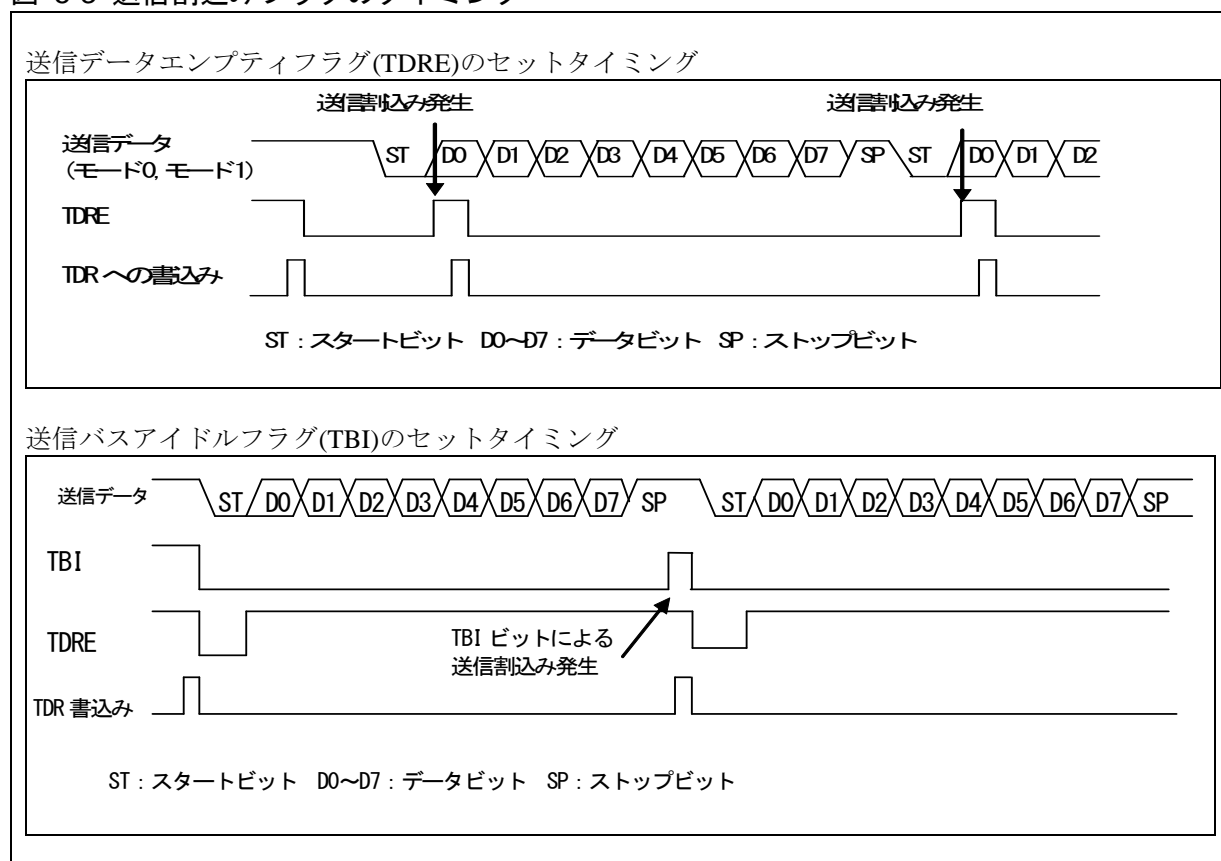 送信データエンプティフラグ(TDRE)のセットタイミング
送信割込み発生 送信割込み発生
送信データ
(モード0, モード1)
ST D0 D1 D2 D3 D4 D5 D6 D7 SP ST D0 D1 D2
TDRE
TDR への書込み
ST：スタートビット D0～D7：データビット SP：ストップビット
送信バスアイドルフラグ(TBI)のセットタイミング
送信データ ST D0 D1 D2 D3 D4 D5 D6 D7 SP ST D0 D1 D2 D3 D4 D5 D6 D7 SP
TBI
TDRE
TBI ビットによる
送信割込み発生
TDR 書込み
ST：スタートビット D0～D7：データビット SP：ストップビット